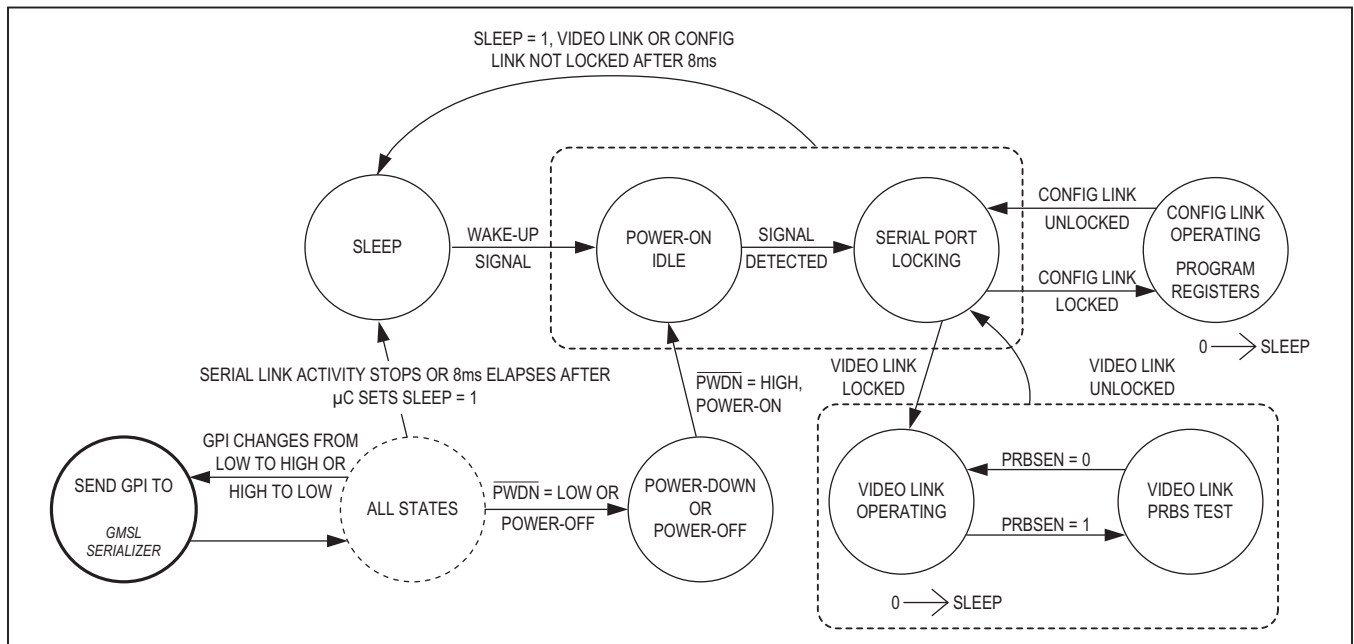 SLEEP = 1, VIDEO LINK OR CONFIG
LINK NOT LOCKED AFTER 8ms
SLEEP
WAKE-UP
SIGNAL
POWER-ON
IDLE
SIGNAL
DETECTED
SERIAL PORT
LOCKING
CONFIG LINK
UNLOCKED
CONFIG LINK
LOCKED
CONFIG LINK
OPERATING
PROGRAM
REGISTERS
0 → SLEEP
SERIAL LINK ACTIVITY STOPS OR 8ms ELAPSES AFTER
µC SETS SLEEP = 1
PWDN = HIGH,
POWER-ON
VIDEO LINK
LOCKED
VIDEO LINK
UNLOCKED
GPI CHANGES FROM
LOW TO HIGH OR
HIGH TO LOW
SEND GPI TO
GMSL
SERIALIZER
ALL STATES
PWDN = LOW OR
POWER-OFF
POWER-DOWN
OR
POWER-OFF
VIDEO LINK
OPERATING
PRBSEN = 0
PRBSEN = 1
VIDEO LINK
PRBS TEST
0 → SLEEP